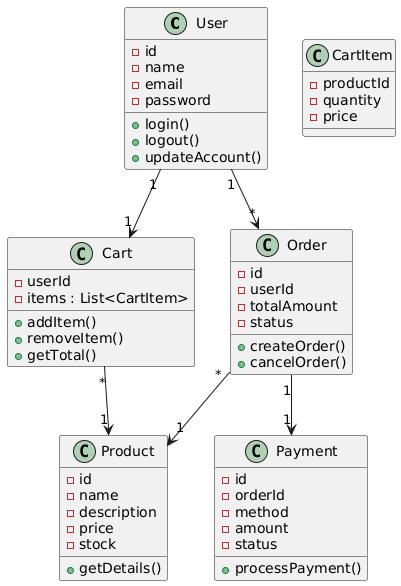 C User
id
name
email
password
login()
logout()
updateAccount()
C CartItem
productId
quantity
price
1
1
1
*
C Cart
userId
items : List<CartItem>
addItem()
removeItem()
getTotal()
C Order
id
userId
totalAmount
status
createOrder()
cancelOrder()
*
1
*
1
1
1
C Product
id
name
description
price
stock
getDetails()
C Payment
id
orderId
method
amount
status
processPayment()